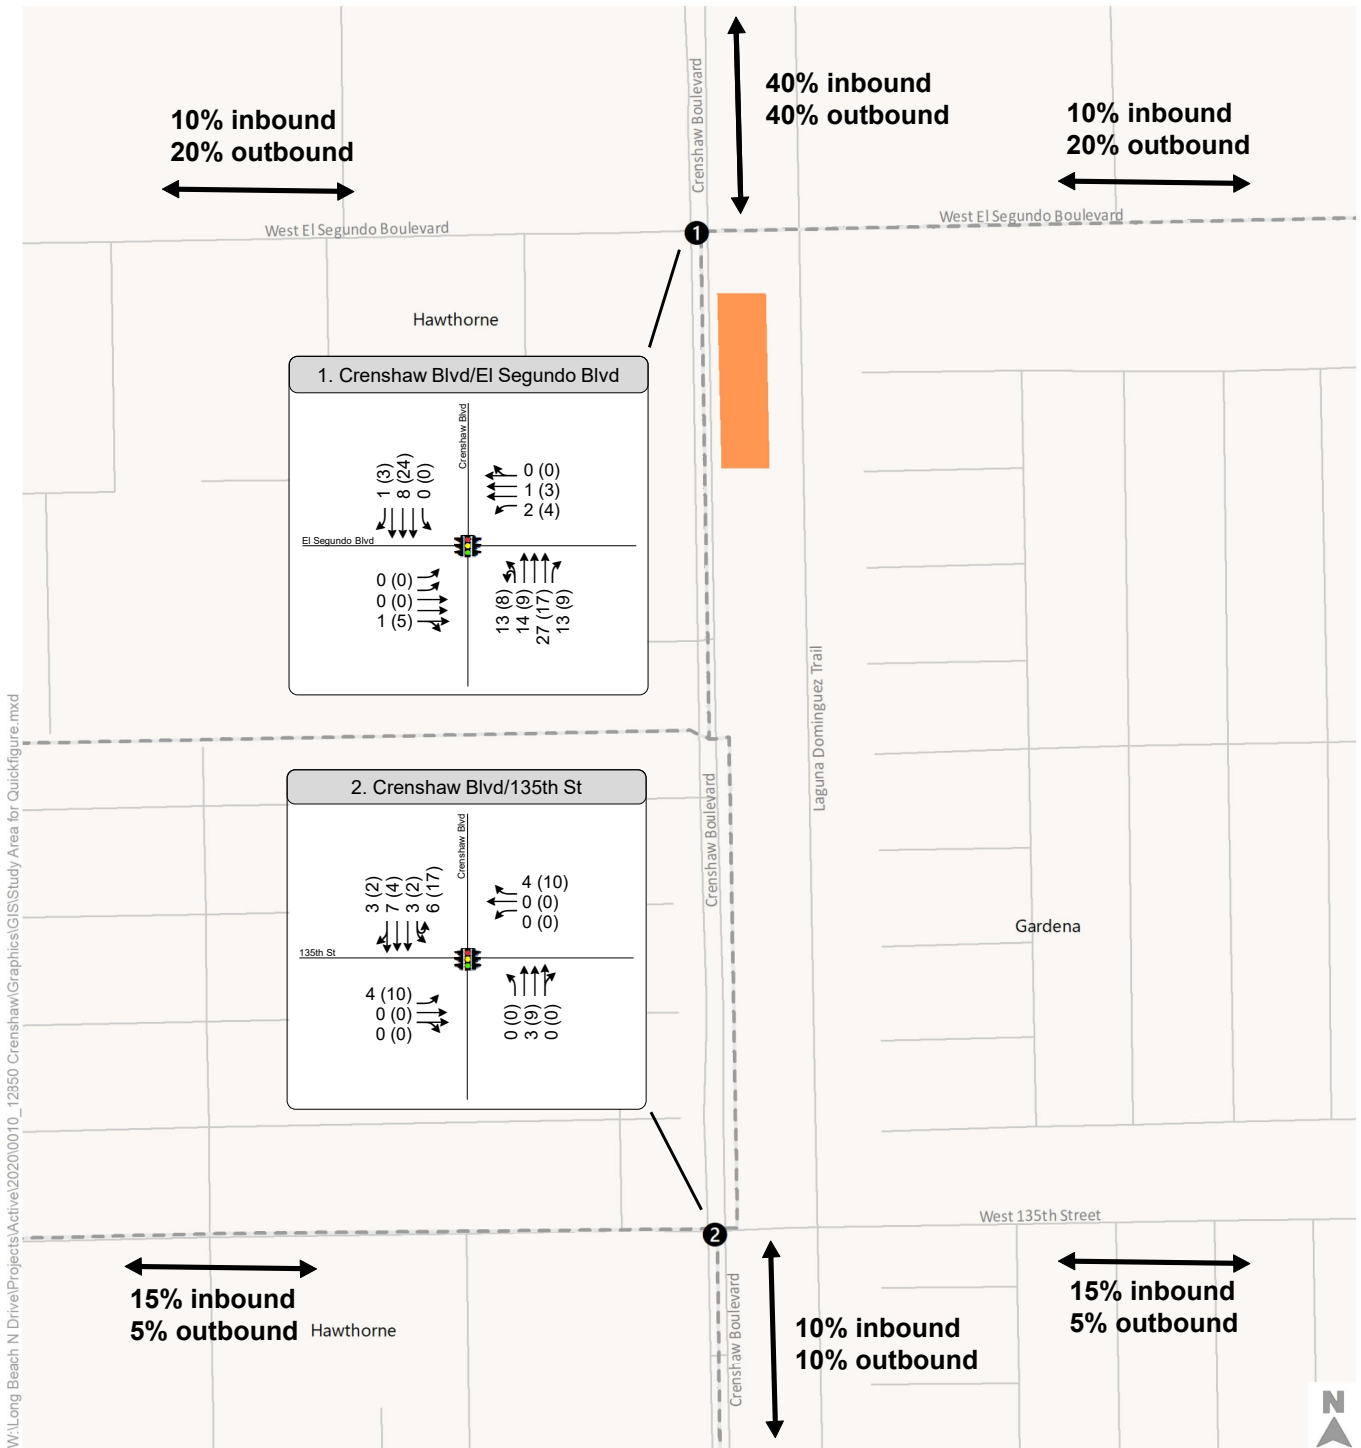 Crenshaw Boulevard
40% inbound
40% outbound
10% inbound
20% outbound
10% inbound
20% outbound
West El Segundo Boulevard
West El Segundo Boulevard
1
Hawthorne
1. Crenshaw Blvd/El Segundo Blvd
Crenshaw Blvd
1 (3)
8 (24)
0 (0)
0 (0)
1 (3)
2 (4)
El Segundo Blvd
0 (0)
0 (0)
1 (5)
13 (8)
14 (9)
27 (17)
13 (9)
Laguna Dominguez Trail
Crenshaw Boulevard
2. Crenshaw Blvd/135th St
Crenshaw Blvd
3 (2)
7 (4)
3 (2)
6 (17)
4 (10)
0 (0)
0 (0)
135th St
4 (10)
0 (0)
0 (0)
0 (0)
3 (9)
0 (0)
Gardena
West 135th Street
2
15% inbound
5% outbound
Hawthorne
Crenshaw Boulevard
10% inbound
10% outbound
15% inbound
5% outbound
N
W:\Long Beach N Drive\Projects\Active\2020\0010_12850 Crenshaw\Graphics\GIS\Study Area for Quickfigure.mxd